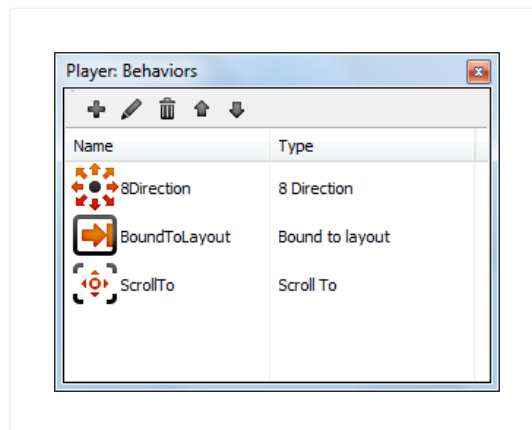 Player: Behaviors
Name Type
8Direction 8 Direction
BoundToLayout Bound to layout
ScrollTo Scroll To